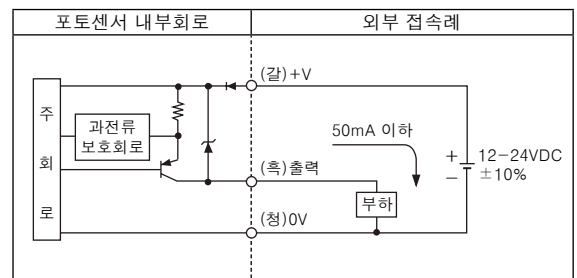 포토센서 내부회로
외부 접속례
(갈)+V
주
회
로
과전류
보호회로
50mA 이하
+
−
12−24VDC
±10%
(흑)출력
부하
(청)0V